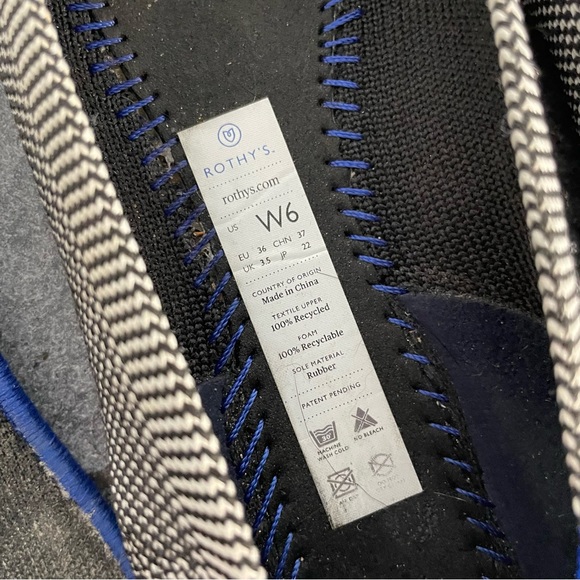 ROTHY'S.
rothys.com
US W6
EU 36 CHN 37
UK 3.5 JP 22
COUNTRY OF ORIGIN
Made in China
TEXTILE UPPER
100% Recycled
FOAM
100% Recyclable
SOLE MATERIAL
Rubber
PATENT PENDING
30°
MACHINE
WASH COLD
NO BLEACH